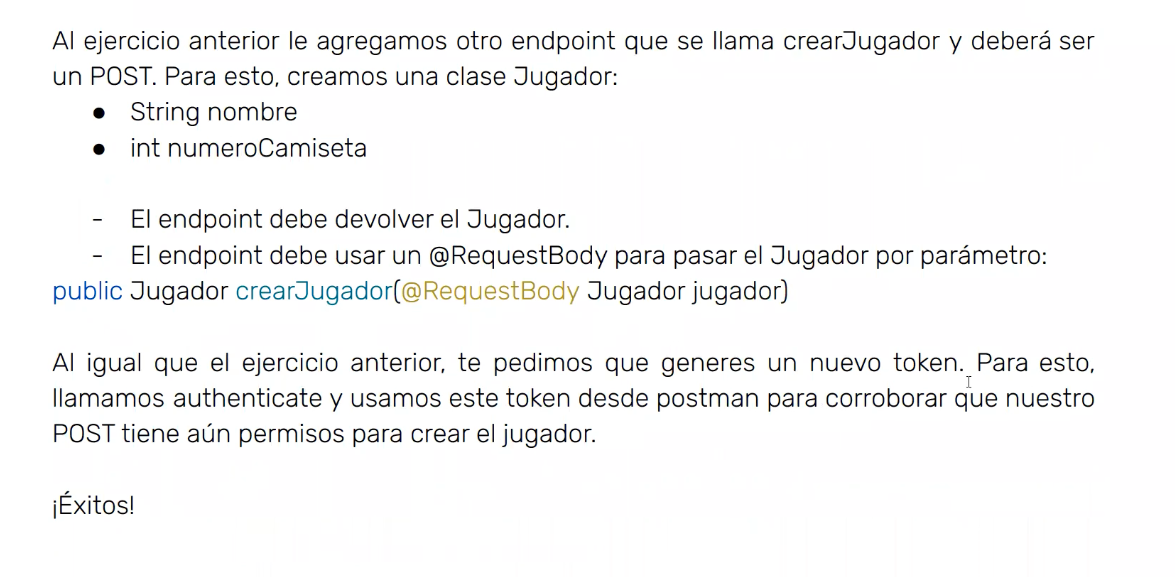 Al ejercicio anterior le agregamos otro endpoint que se llama crearJugador y deberá ser
un POST. Para esto, creamos una clase Jugador:
● String nombre
● int numeroCamiseta
- El endpoint debe devolver el Jugador.
- El endpoint debe usar un @RequestBody para pasar el Jugador por parámetro:
public Jugador crearJugador(@RequestBody Jugador jugador)
Al igual que el ejercicio anterior, te pedimos que generes un nuevo token. Para esto,
llamamos authenticate y usamos este token desde postman para corroborar que nuestro
POST tiene aún permisos para crear el jugador.
¡Éxitos!